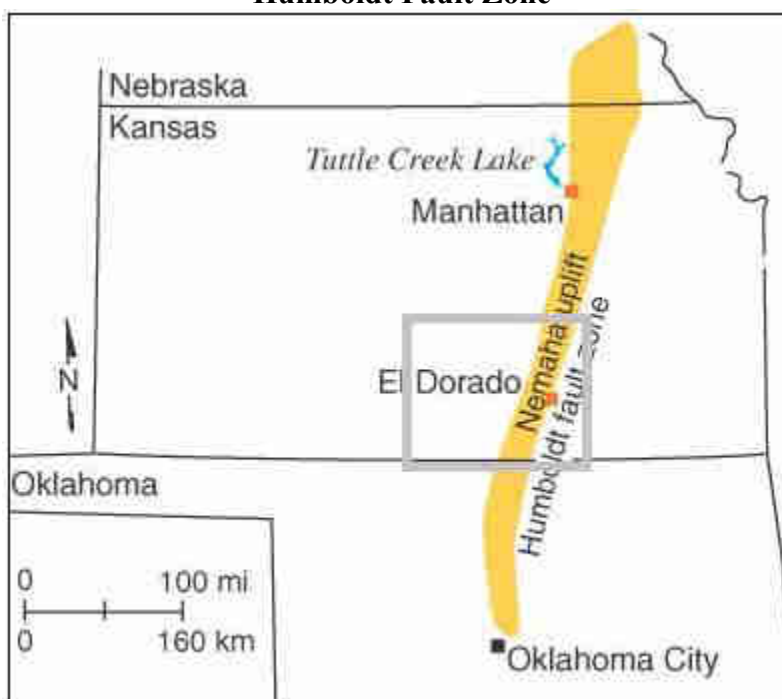 Humboldt Fault Zone
Nebraska
Kansas
Tuttle Creek Lake
Manhattan
Nemaha uplift
Humboldt fault zone
El Dorado
N
Oklahoma
0 100 mi
0 160 km
Oklahoma City